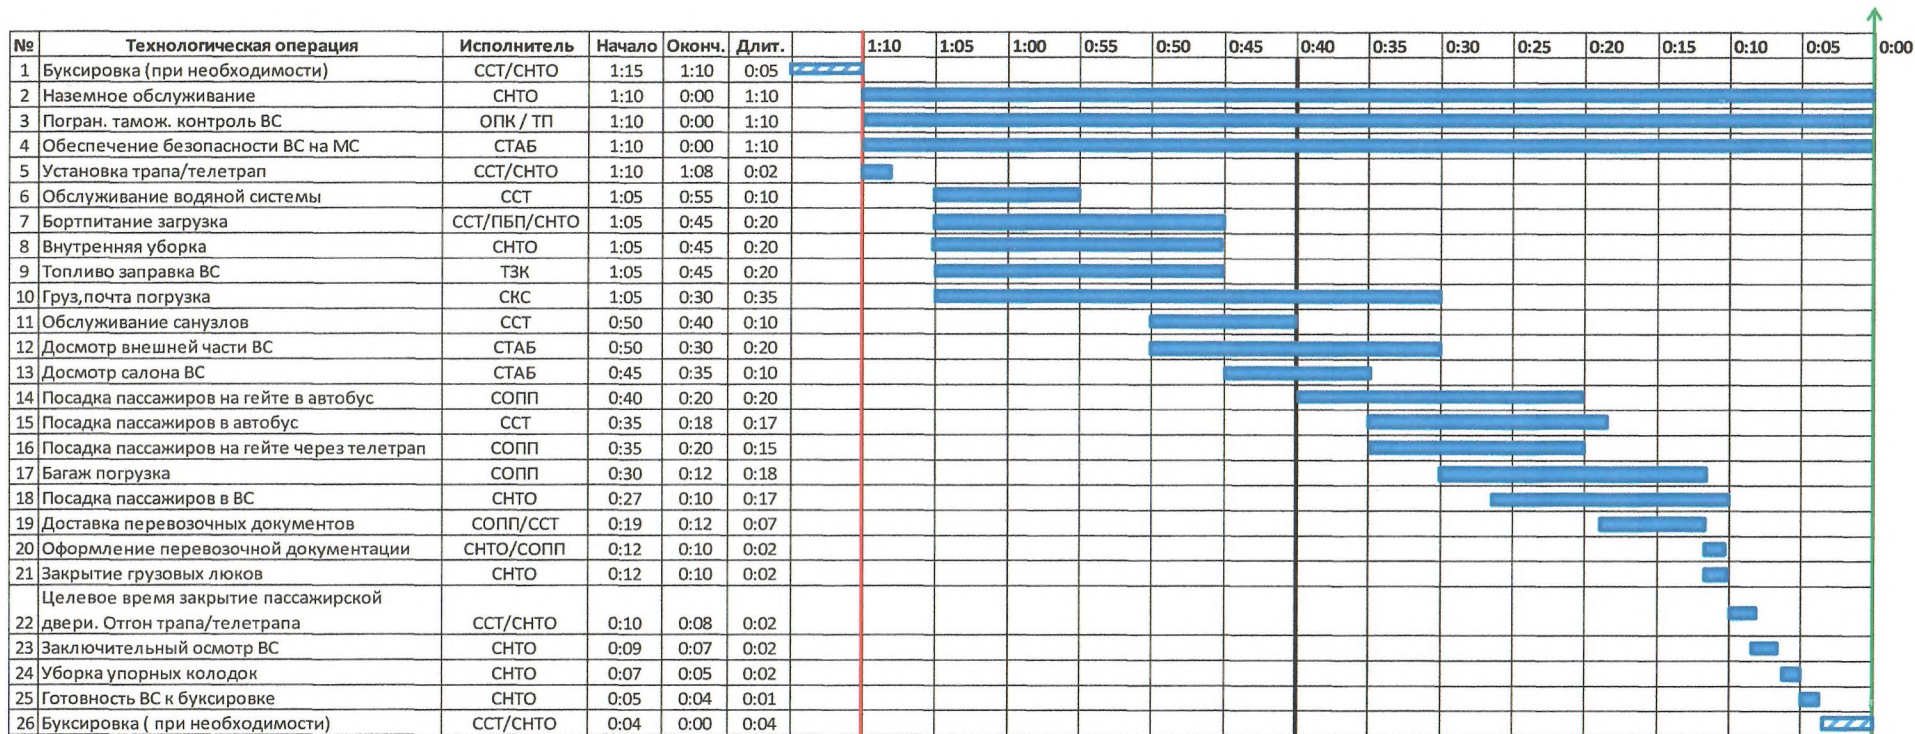 № Технологическая операция Исполнитель Начало Оконч. Длит. 1:10 1:05 1:00 0:55 0:50 0:45 0:40 0:35 0:30 0:25 0:20 0:15 0:10 0:05 0:00
1 Буксировка (при необходимости) ССТ/СНТО 1:15 1:10 0:05
2 Наземное обслуживание СНТО 1:10 0:00 1:10
3 Погран. тамож. контроль ВС ОПК / ТП 1:10 0:00 1:10
4 Обеспечение безопасности ВС на МС СТАБ 1:10 0:00 1:10
5 Установка трапа/телетрап ССТ/СНТО 1:10 1:08 0:02
6 Обслуживание водяной системы ССТ 1:05 0:55 0:10
7 Бортпитание загрузка ССТ/ПБП/СНТО 1:05 0:45 0:20
8 Внутренняя уборка СНТО 1:05 0:45 0:20
9 Топливо заправка ВС ТЗК 1:05 0:45 0:20
10 Груз,почта погрузка СКС 1:05 0:30 0:35
11 Обслуживание санузлов ССТ 0:50 0:40 0:10
12 Досмотр внешней части ВС СТАБ 0:50 0:30 0:20
13 Досмотр салона ВС СТАБ 0:45 0:35 0:10
14 Посадка пассажиров на гейте в автобус СОПП 0:40 0:20 0:20
15 Посадка пассажиров в автобус ССТ 0:35 0:18 0:17
16 Посадка пассажиров на гейте через телетрап СОПП 0:35 0:20 0:15
17 Багаж погрузка СОПП 0:30 0:12 0:18
18 Посадка пассажиров в ВС СНТО 0:27 0:10 0:17
19 Доставка перевозочных документов СОПП/ССТ 0:19 0:12 0:07
20 Оформление перевозочной документации СНТО/СОПП 0:12 0:10 0:02
21 Закрытие грузовых люков СНТО 0:12 0:10 0:02
Целевое время закрытие пассажирской
22 двери. Отгон трапа/телетрапа ССТ/СНТО 0:10 0:08 0:02
23 Заключительный осмотр ВС СНТО 0:09 0:07 0:02
24 Уборка упорных колодок СНТО 0:07 0:05 0:02
25 Готовность ВС к буксировке СНТО 0:05 0:04 0:01
26 Буксировка ( при необходимости) ССТ/СНТО 0:04 0:00 0:04